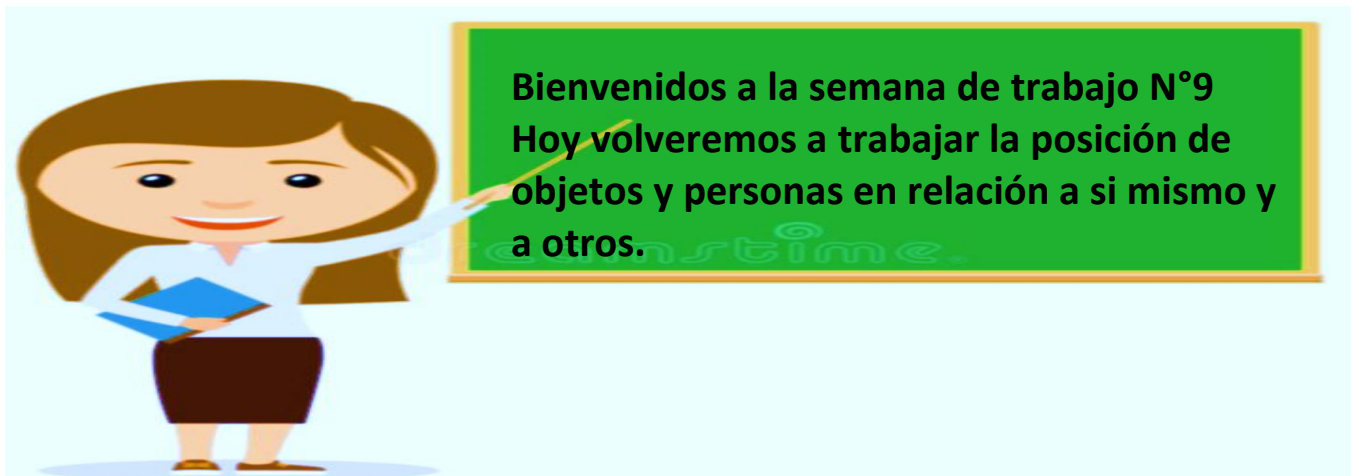 Bienvenidos a la semana de trabajo N°9
Hoy volveremos a trabajar la posición de
objetos y personas en relación a si mismo y
a otros.
dreamstime.